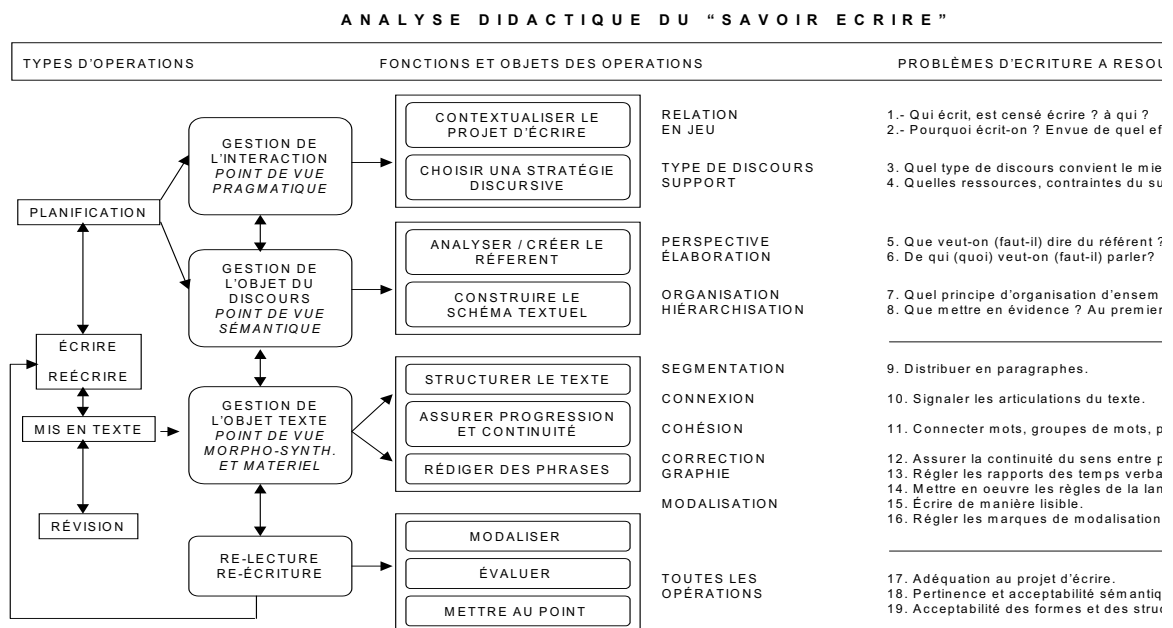 ANALYSE DIDACTIQUE DU “SAVOIR ECRIRE”
TYPES D’OPERATIONS
FONCTIONS ET OBJETS DES OPERATIONS
PROBLÈMES D’ECRITURE A
PLANIFICATION
ÉCRIRE
REÉCRIRE
MIS EN TEXTE
RÉVISION
GESTION DE
L’INTERACTION
POINT DE VUE
PRAGMATIQUE
GESTION DE
L’OBJET DU
DISCOURS
POINT DE VUE
SÉMANTIQUE
GESTION DE
L’OBJET TEXTE
POINT DE VUE
MORPHO-SYNTH.
ET MATERIEL
RE-LECTURE
RE-ÉCRITURE
CONTEXTUALISER LE
PROJET D’ÉCRIRE
CHOISIR UNA STRATÉGIE
DISCURSIVE
ANALYSER / CRÉER LE
RÉFERENT
CONSTRUIRE LE
SCHÉMA TEXTUEL
STRUCTURER LE TEXTE
ASSURER PROGRESSION
ET CONTINUITÉ
RÉDIGER DES PHRASES
MODALISER
ÉVALUER
METTRE AU POINT
RELATION
EN JEU
TYPE DE DISCOURS
SUPPORT
PERSPECTIVE
ÉLABORATION
ORGANISATION
HIÉRARCHISATION
SEGMENTATION
CONNEXION
COHÉSION
CORRECTION
GRAPHIE
MODALISATION
TOUTES LES
OPÉRATIONS
1.- Qui écrit, est censé écrire ? à qui ?
2.- Pourquoi écrit-on ? Envue de quel
3. Quel type de discours convient le
4. Quelles ressources, contraintes du
5. Que veut-on (faut-il) dire du référent ?
6. De qui (quoi) veut-on (faut-il) parler?
7. Quel principe d’organisation d’ensem
8. Que mettre en évidence ? Au premier
9. Distribuer en paragraphes.
10. Signaler les articulations du texte.
11. Connecter mots, groupes de mots,
12. Assurer la continuité du sens entre
13. Régler les rapports des temps
14. Mettre en oeuvre les règles de la
15. Écrire de manière lisible.
16. Régler les marques de modalisation
17. Adéquation au projet d’écrire.
18. Pertinence et acceptabilité
19. Acceptabilité des formes et des